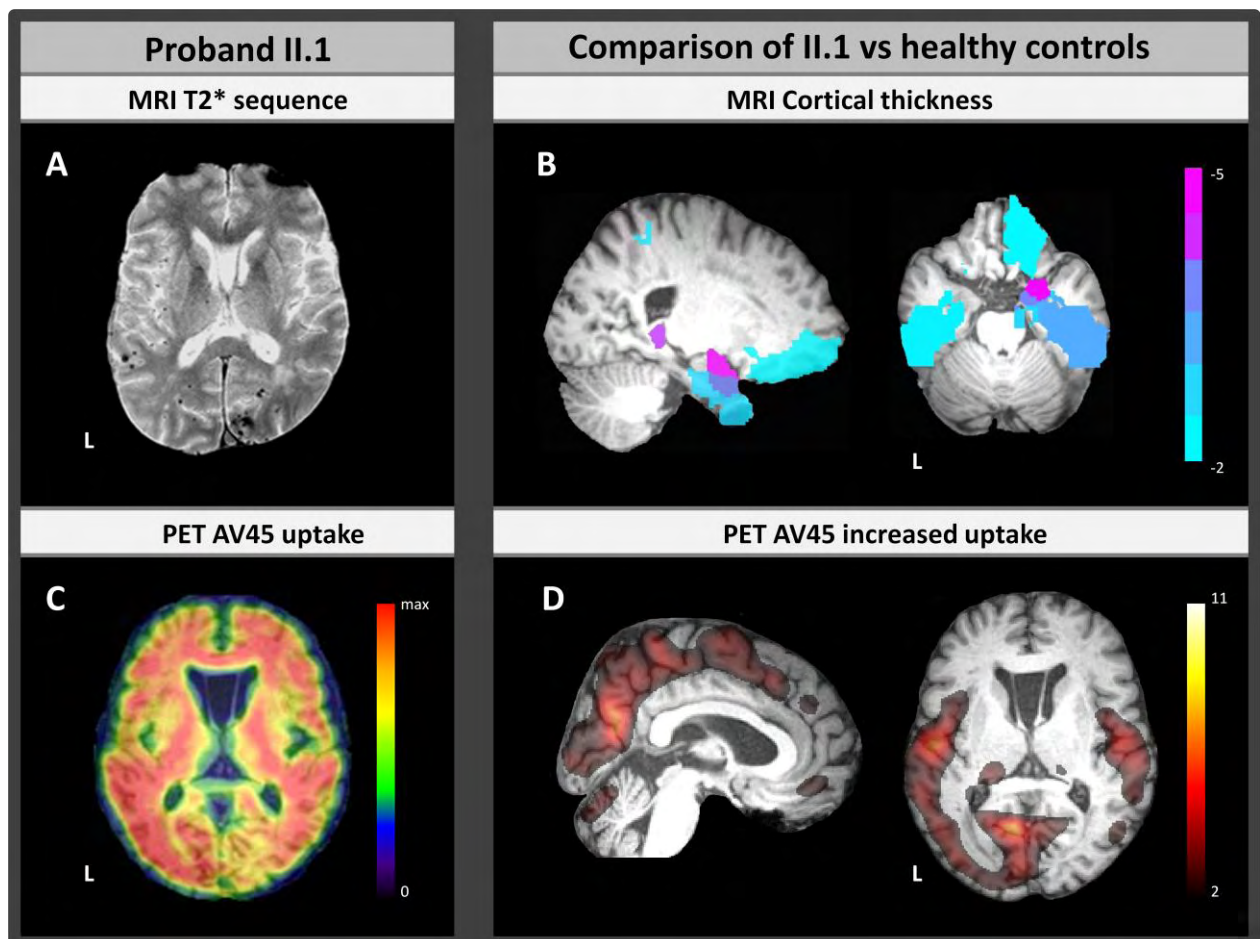 Proband II.1
MRI T2* sequence
A
L
Comparison of II.1 vs healthy controls
MRI Cortical thickness
B
-5
-2
L
PET AV45 uptake
C
max
0
L
PET AV45 increased uptake
D
11
2
L